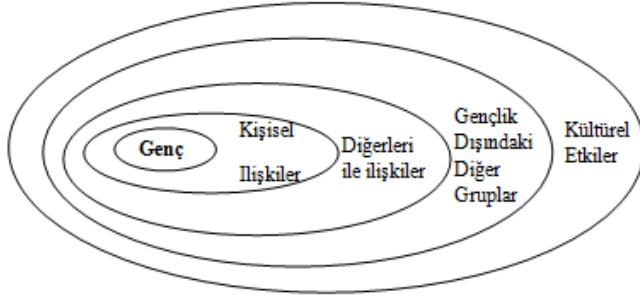 Genç
Kişisel
İlişkiler
Diğerleri
ile ilişkiler
Gençlik
Dışındaki
Diğer
Gruplar
Kültürel
Etkiler